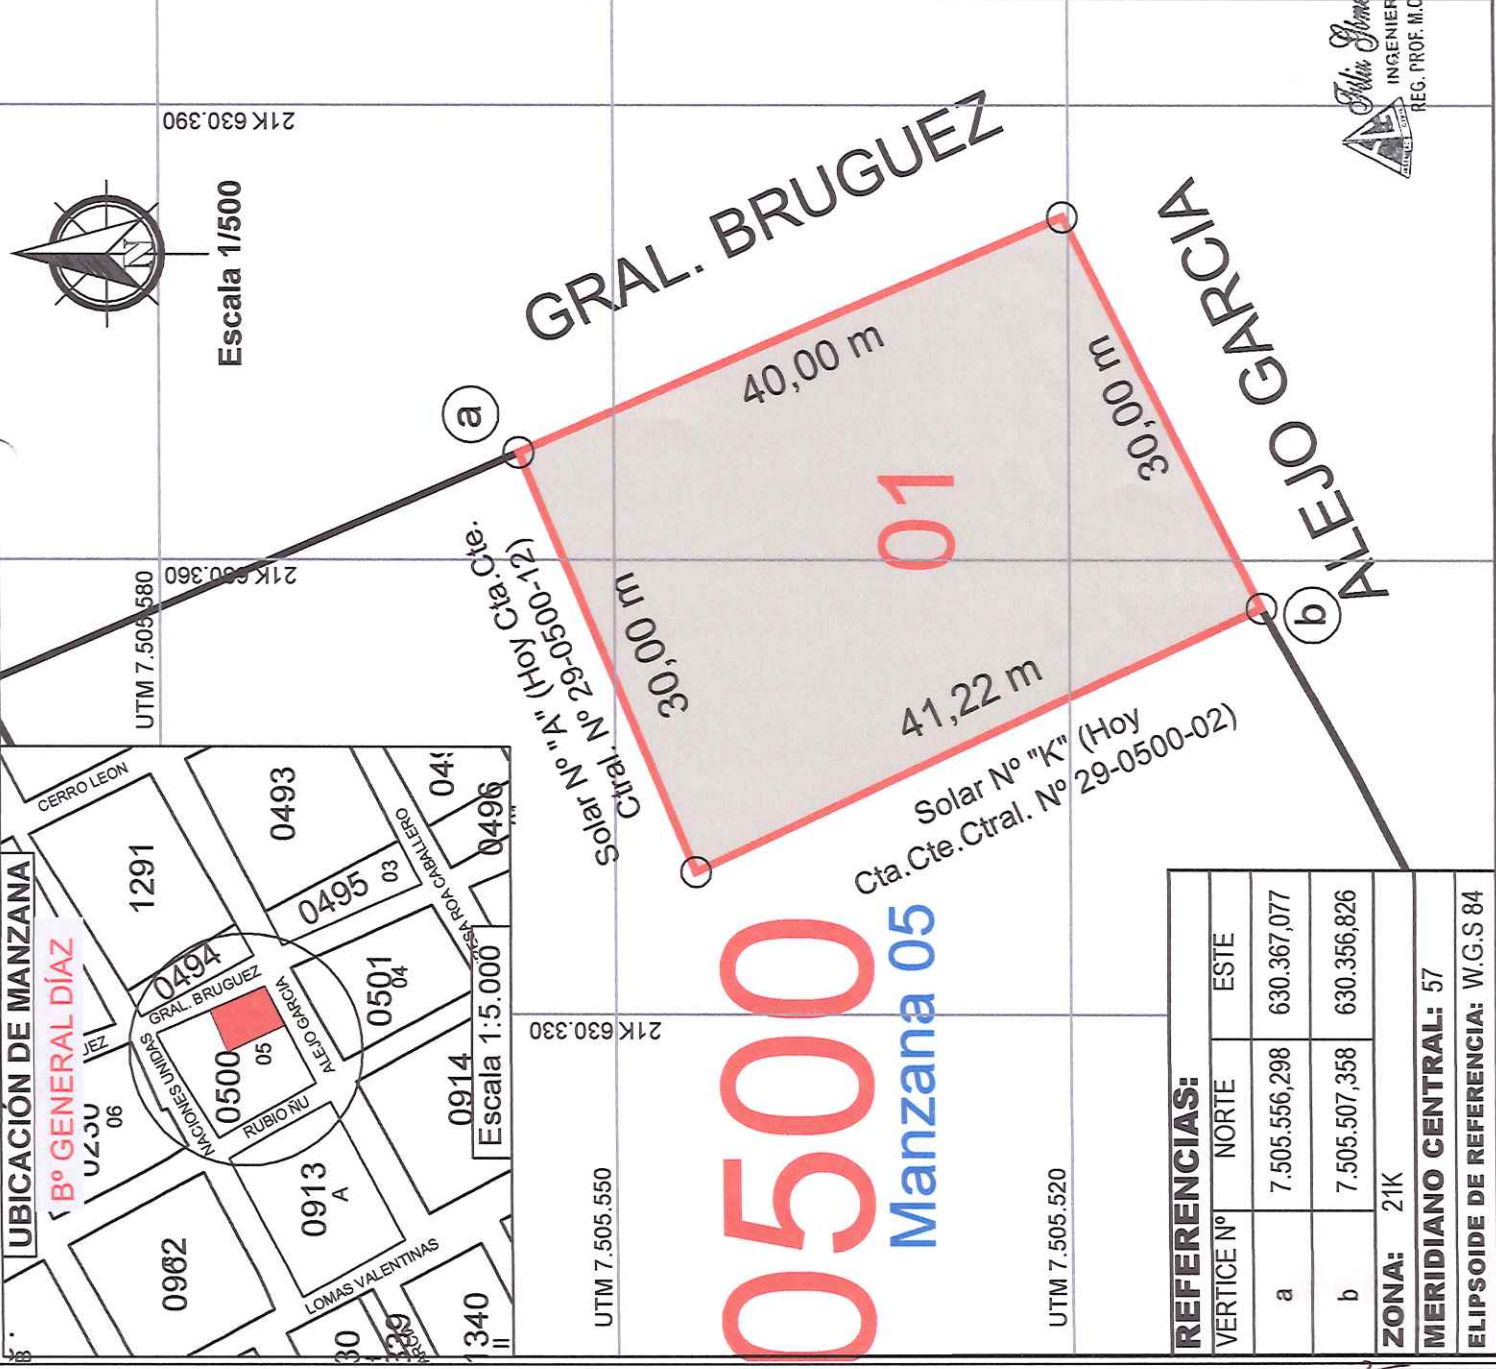 UBICACIÓN DE MANZANA
Bº GENERAL DÍAZ
CERRO LEON
1291
0493
0495
03
0496
0494
GRAL. BRUGUEZ
ESA ROA CABALLERO
0501
04
ALEJO GARCIA
0500
05
NACIONES UNIDAS
RUBIO ÑU
06
0914
0913
A
0962
LOMAS VALENTINAS
1340
II
Escala 1:5.000
Escala 1/500
N
21K 630.390
21K 630.360
21K 630.330
UTM 7.505.580
UTM 7.505.550
UTM 7.505.520
GRAL. BRUGUEZ
ALEJO GARCIA
a
b
40,00 m
30,00 m
30,00 m
41,22 m
01
Solar Nº "A" (Hoy Cta.Cte.
Ctral. Nº 29-0500-12)
Solar Nº "K" (Hoy
Cta.Cte.Ctral. Nº 29-0500-02)
0500
Manzana 05
REFERENCIAS:
VERTICE Nº NORTE ESTE
a 7.505.556,298 630.367,077
b 7.505.507,358 630.356,826
ZONA: 21K
MERIDIANO CENTRAL: 57
ELIPSOIDE DE REFERENCIA: W.G.S 84
INGENIER
REG. PROF. M.O